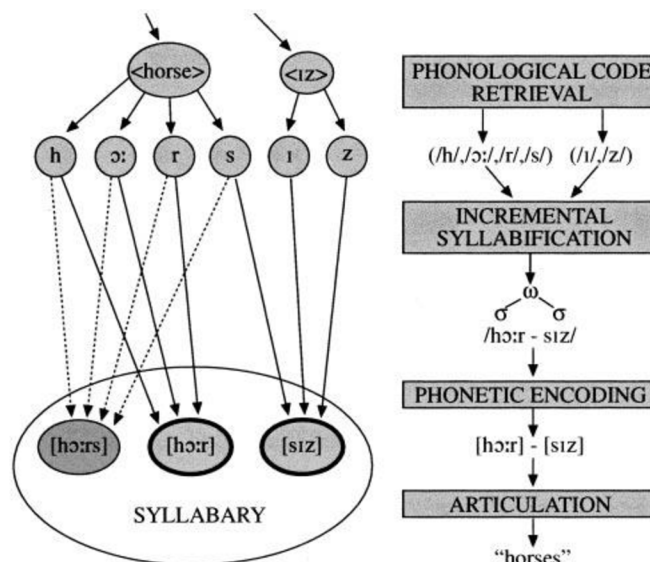 <horse>
<ɪz>
h
ɔː
r
s
ɪ
z
[hɔːrs]
[hɔːr]
[sɪz]
SYLLABARY
PHONOLOGICAL CODE
RETRIEVAL
(/h/,/ɔː/,/r/,/s/) (/ɪ/,/z/)
INCREMENTAL
SYLLABIFICATION
ω
σ σ
/hɔːr - sɪz/
PHONETIC ENCODING
[hɔːr] - [sɪz]
ARTICULATION
“horses”